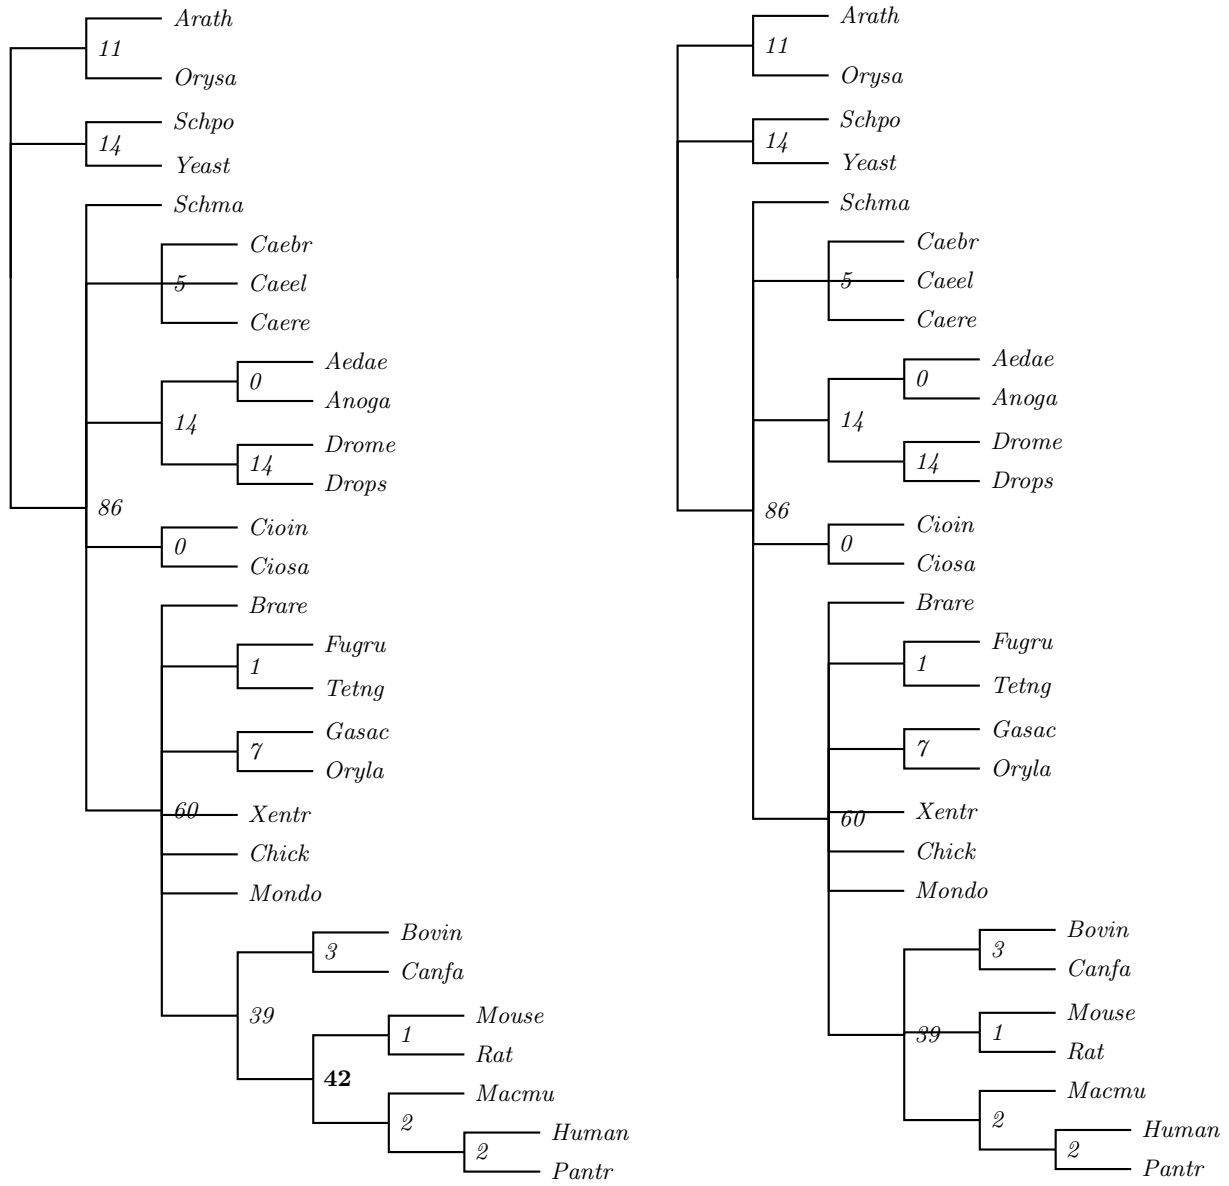 Arath
11
Orysa
Schpo
14
Yeast
Schma
Caebr
5
Caeel
Caere
Aedae
0
Anoga
14
Drome
14
Drops
86
Cioin
0
Ciosa
Brare
Fugru
1
Tetng
Gasac
7
Oryla
60
Xentr
Chick
Mondo
Bovin
3
Canfa
39
Mouse
1
Rat
42
Macmu
2
Human
2
Pantr
Arath
11
Orysa
Schpo
14
Yeast
Schma
Caebr
5
Caeel
Caere
Aedae
0
Anoga
14
Drome
14
Drops
86
Cioin
0
Ciosa
Brare
Fugru
1
Tetng
Gasac
7
Oryla
Xentr
60
Chick
Mondo
Bovin
3
Canfa
Mouse
39
1
Rat
Macmu
2
Human
2
Pantr